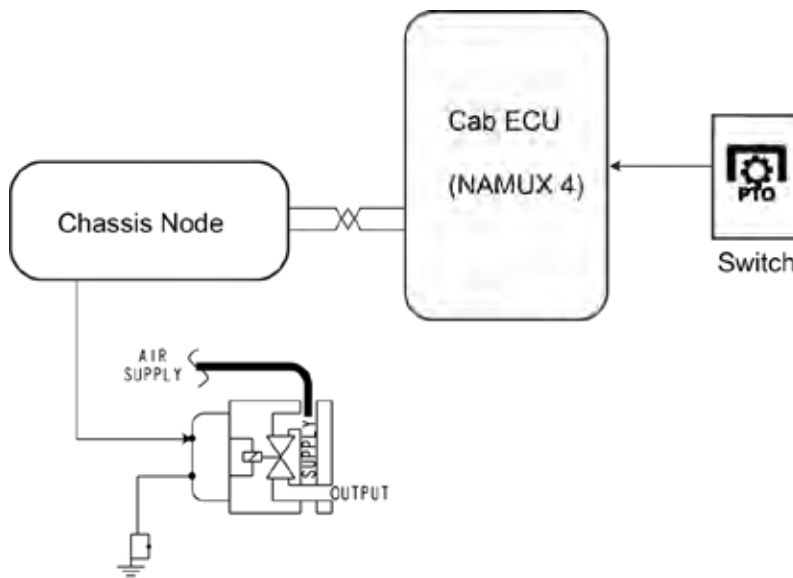 Cab ECU
(NAMUX 4)
PTO
Switch
Chassis Node
AIR
SUPPLY
SUPPLY
OUTPUT